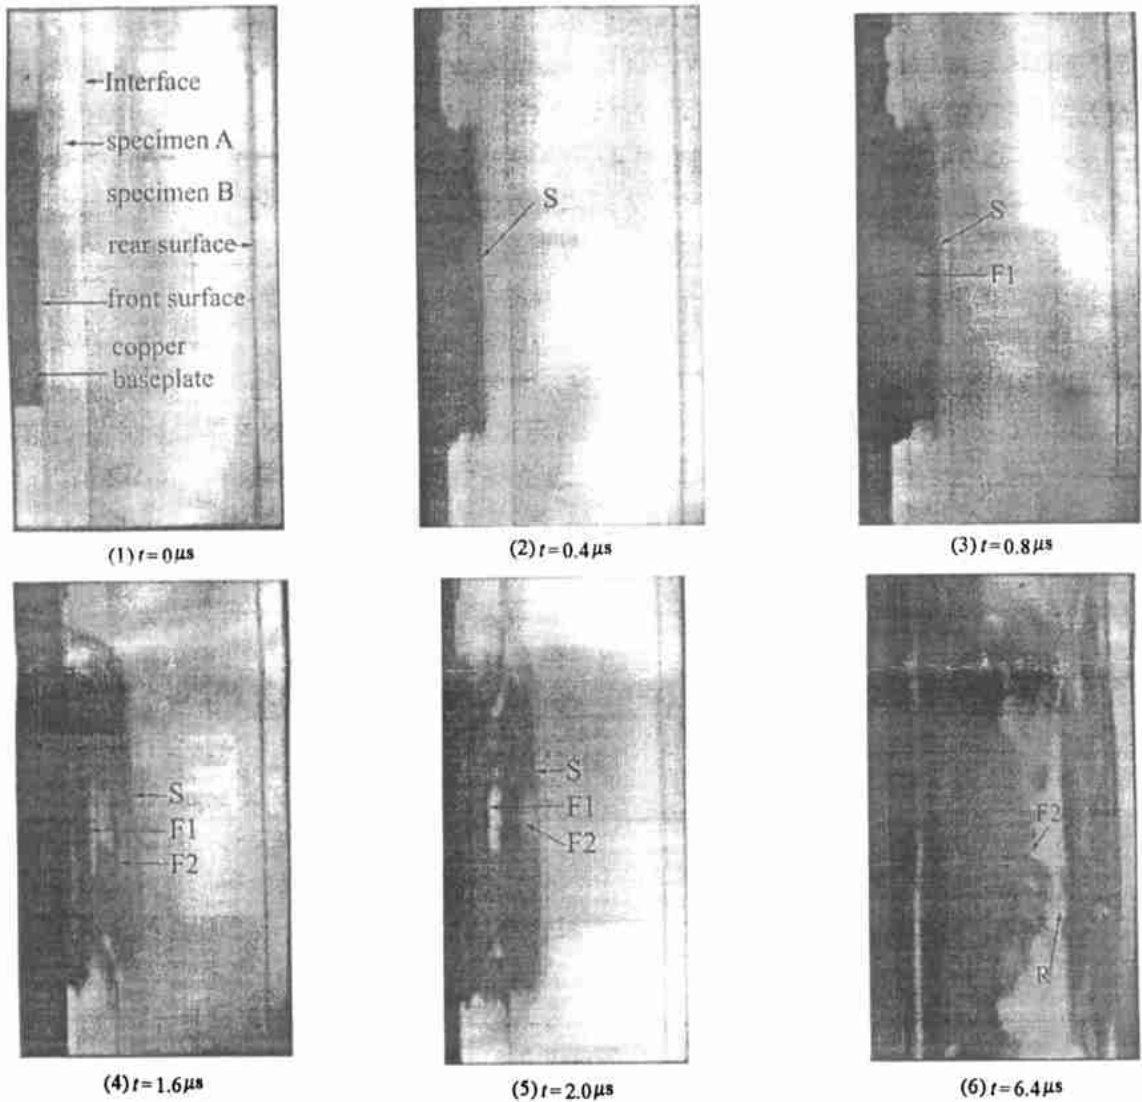 Interface
specimen A
specimen B
rear surface
front surface
copper
baseplate
(1) t=0μs
S
(2) t=0.4μs
S
F1
(3) t=0.8μs
S
F1
F2
(4) t=1.6μs
S
F1
F2
(5) t=2.0μs
F2
R
(6) t=6.4μs